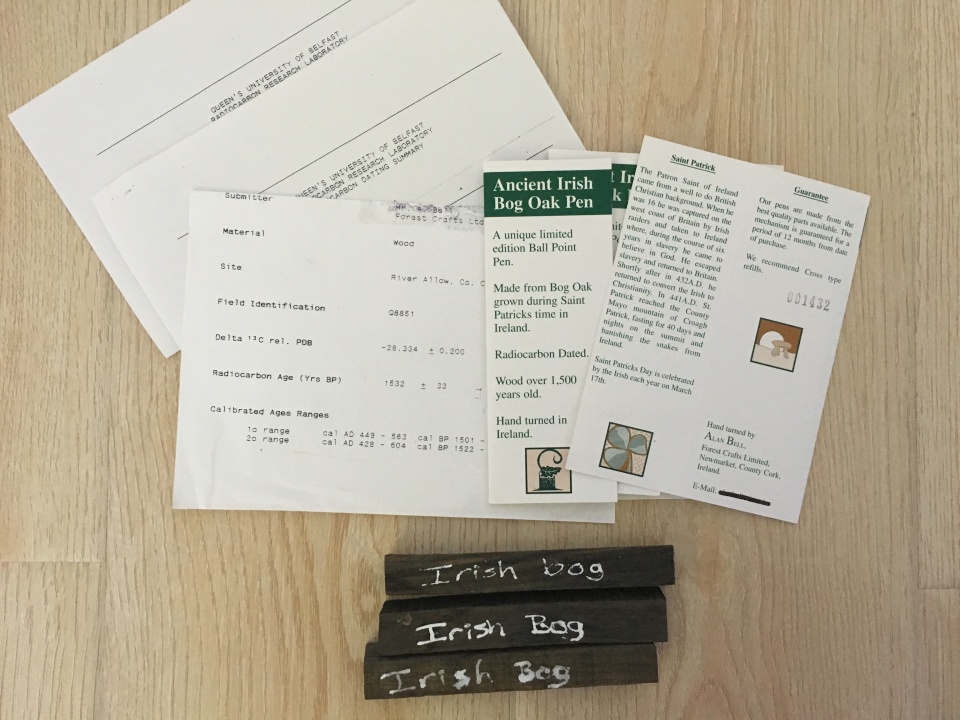 QUEEN'S UNIVERSITY OF BELFAST
RADIOCARBON RESEARCH LABORATORY
QUEEN'S UNIVERSITY OF BELFAST
RADIOCARBON RESEARCH LABORATORY
RADIOCARBON DATING SUMMARY
Submitter
Forest Crafts Ltd
Material Wood
Site River Allow, Co. C
Field Identification Q8851
Delta ¹³C rel. PDB -28.334 ± 0.200
Radiocarbon Age (Yrs BP) 1532 ± 33
Calibrated Ages Ranges
1σ range cal AD 449 - 563 cal BP 1501 -
2σ range cal AD 428 - 604 cal BP 1522 -
Ancient Irish
Bog Oak Pen
A unique limited
edition Ball Point
Pen.
Made from Bog Oak
grown during Saint
Patricks time in
Ireland.
Radiocarbon Dated.
Wood over 1,500
years old.
Hand turned in
Ireland.
Saint Patrick
The Patron Saint of Ireland
came from a well to do British
Christian background. When he
was 16 he was captured on the
west coast of Britain by Irish
raiders and taken to Ireland
where, during the course of six
years in slavery he came to
believe in God. He escaped
slavery and returned to Britain.
Shortly after in 432A.D. he
returned to convert the Irish to
Christianity. In 441A.D. St.
Patrick reached the County
Mayo mountain of Croagh
Patrick, fasting for 40 days and
nights on the summit and
banishing the snakes from
Ireland.
Saint Patricks Day is celebrated
by the Irish each year on March
17th.
Guarantee
Our pens are made from the
best quality parts available. The
mechanism is guaranteed for a
period of 12 months from date
of purchase.
We recommend Cross type
refills.
001432
Hand turned by
ALAN BELL,
Forest Crafts Limited,
Newmarket, County Cork,
Ireland.
E-Mail:
Irish bog
Irish Bog
Irish Bog